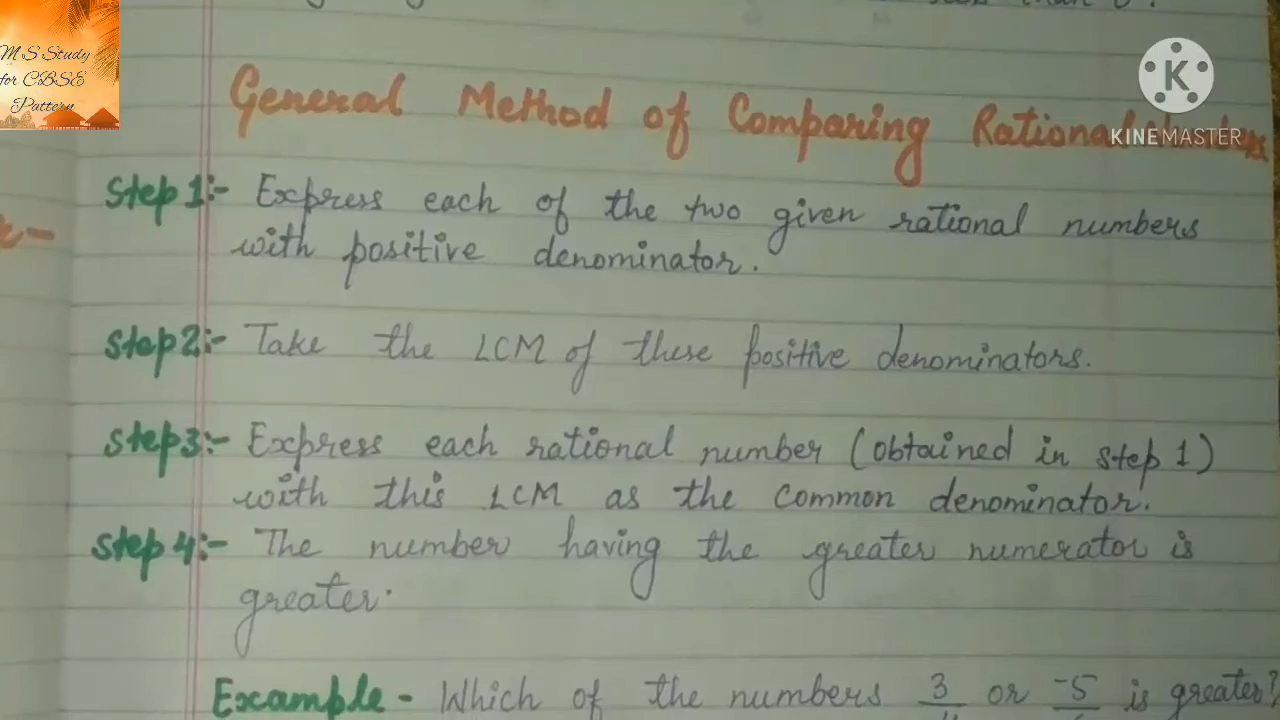 MS Study
for CBSE
Pattern
KINEMASTER
General Method of Comparing Rational
Step 1:- Express each of the two given rational numbers
with positive denominator.
Step 2:- Take the LCM of these positive denominators.
Step 3:- Express each rational number (obtained in step 1)
with this LCM as the common denominator.
Step 4:- The number having the greater numerator is
greater.
Example - Which of the numbers 3 or -5 is greater?